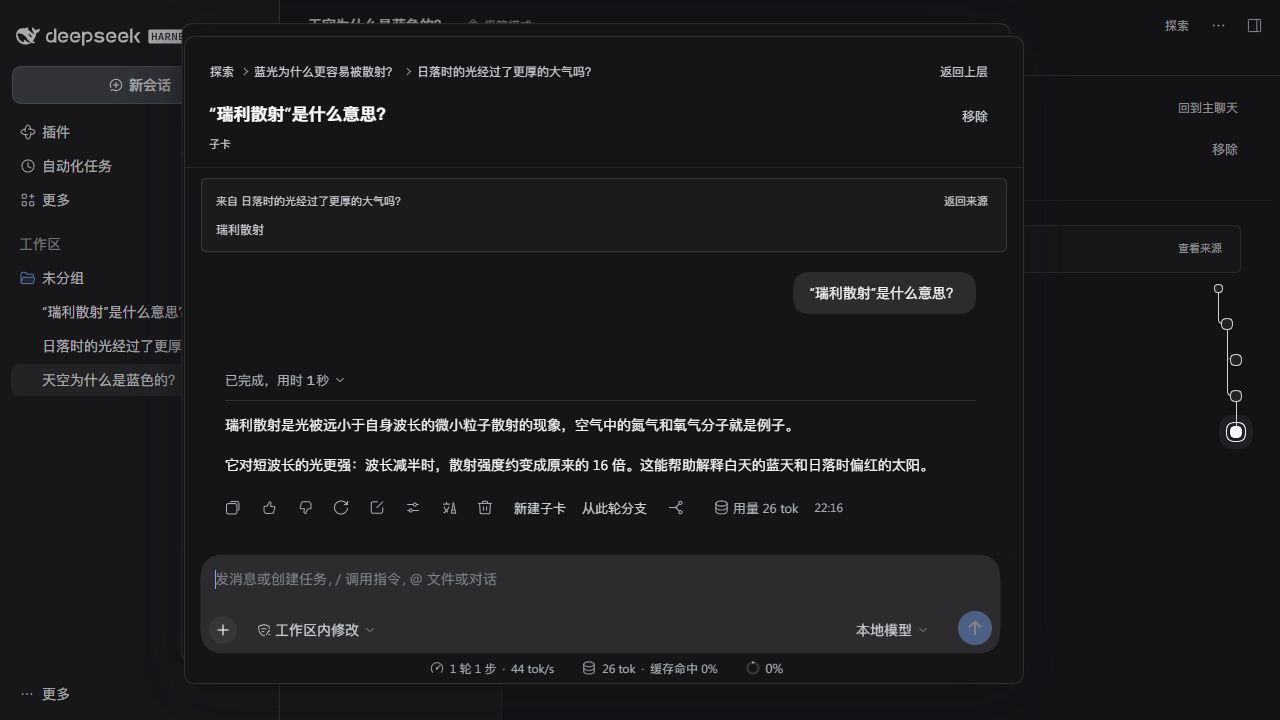 deepseek HARNE
新会话
插件
自动化任务
更多
工作区
未分组
“瑞利散射”是什么意思?
日落时的光经过了更厚
天空为什么是蓝色的?
更多
天空为什么是蓝色的?
探索
回到主聊天
移除
查看来源
探索 > 蓝光为什么更容易被散射? > 日落时的光经过了更厚的大气吗?
返回上层
“瑞利散射”是什么意思?
移除
子卡
来自 日落时的光经过了更厚的大气吗?
返回来源
瑞利散射
“瑞利散射”是什么意思?
已完成，用时 1 秒
瑞利散射是光被远小于自身波长的微小粒子散射的现象，空气中的氮气和氧气分子就是例子。
它对短波长的光更强：波长减半时，散射强度约变成原来的 16 倍。这能帮助解释白天的蓝天和日落时偏红的太阳。
新建子卡 从此轮分支 用量 26 tok 22:16
发消息或创建任务, / 调用指令, @ 文件或对话
工作区内修改
本地模型
1 轮 1 步 · 44 tok/s 26 tok · 缓存命中 0% 0%